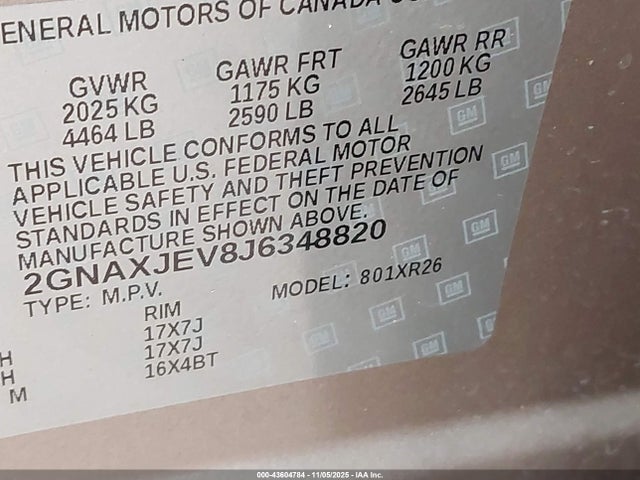 GENERAL MOTORS OF CANADA
GVWR GAWR FRT GAWR RR
2025 KG 1175 KG 1200 KG
4464 LB 2590 LB 2645 LB
THIS VEHICLE CONFORMS TO ALL
APPLICABLE U.S. FEDERAL MOTOR
VEHICLE SAFETY AND THEFT PREVENTION
STANDARDS IN EFFECT ON THE DATE OF
MANUFACTURE SHOWN ABOVE.
2GNAXJEV8J6348820
TYPE: M.P.V. MODEL: 801XR26
RIM
H 17X7J
H 17X7J
M 16X4BT
000-43604784 - 11/05/2025 - IAA Inc.